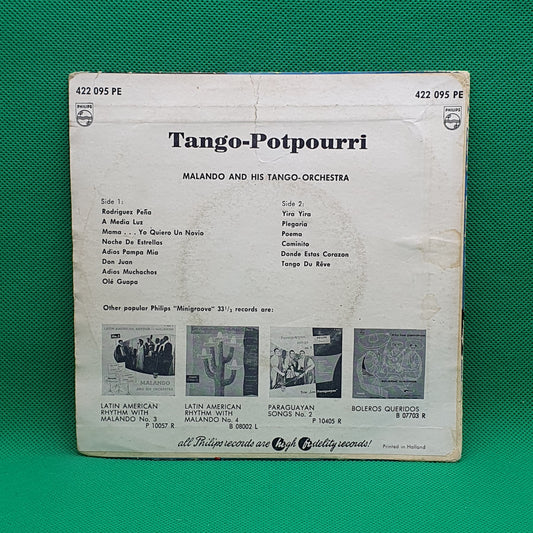 422 095 PE
422 095 PE
PHILIPS
PHILIPS
Tango-Potpourri
MALANDO AND HIS TANGO-ORCHESTRA
Side 1:
Rodriguez Peña
A Media Luz
Mama . . . Yo Quiero Un Novio
Noche De Estrellas
Adios Pampa Mia
Don Juan
Adios Muchachos
Olé Guapa
Side 2:
Yira Yira
Plegaria
Poema
Caminito
Donde Estas Corazon
Tango Du Rêve
Other popular Philips "Minigroove" 33 1/3 records are:
MALANDO
LATIN AMERICAN
RHYTHM WITH
MALANDO No. 3
P 10057 R
LATIN AMERICAN
RHYTHM WITH
MALANDO No. 4
B 08002 L
PARAGUAYAN
SONGS No. 2
P 10405 R
BOLEROS QUERIDOS
B 07703 R
all Philips records are high fidelity records!
Printed in Holland